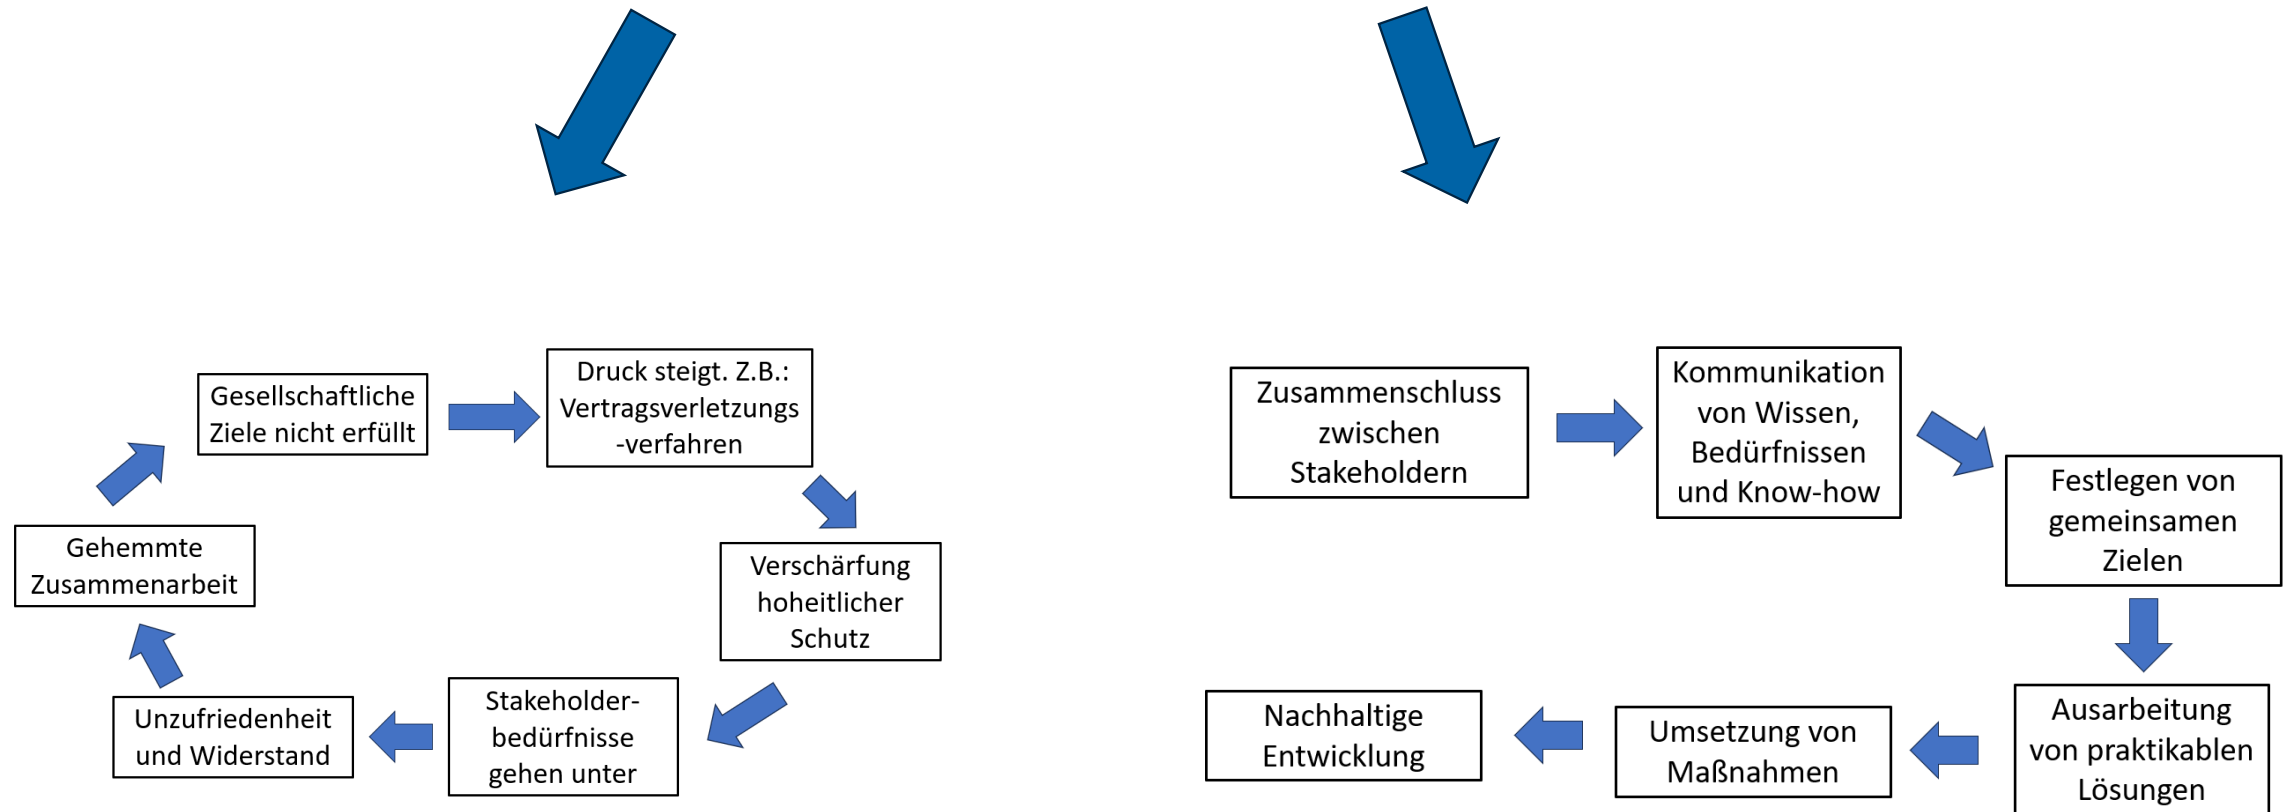 Gesellschaftliche
Ziele nicht erfüllt
Druck steigt. Z.B.:
Vertragsverletzungs
-verfahren
Verschärfung
hoheitlicher
Schutz
Stakeholder-
bedürfnisse
gehen unter
Unzufriedenheit
und Widerstand
Gehemmte
Zusammenarbeit
Zusammenschluss
zwischen
Stakeholdern
Kommunikation
von Wissen,
Bedürfnissen
und Know-how
Festlegen von
gemeinsamen
Zielen
Ausarbeitung
von praktikablen
Lösungen
Umsetzung von
Maßnahmen
Nachhaltige
Entwicklung